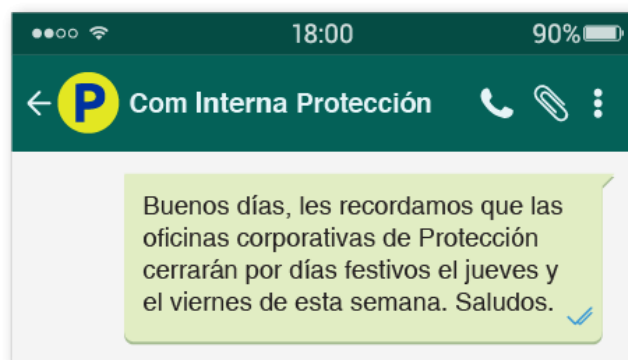 18:00
90%
P Com Interna Protección
Buenos días, les recordamos que las
oficinas corporativas de Protección
cerrarán por días festivos el jueves y
el viernes de esta semana. Saludos.